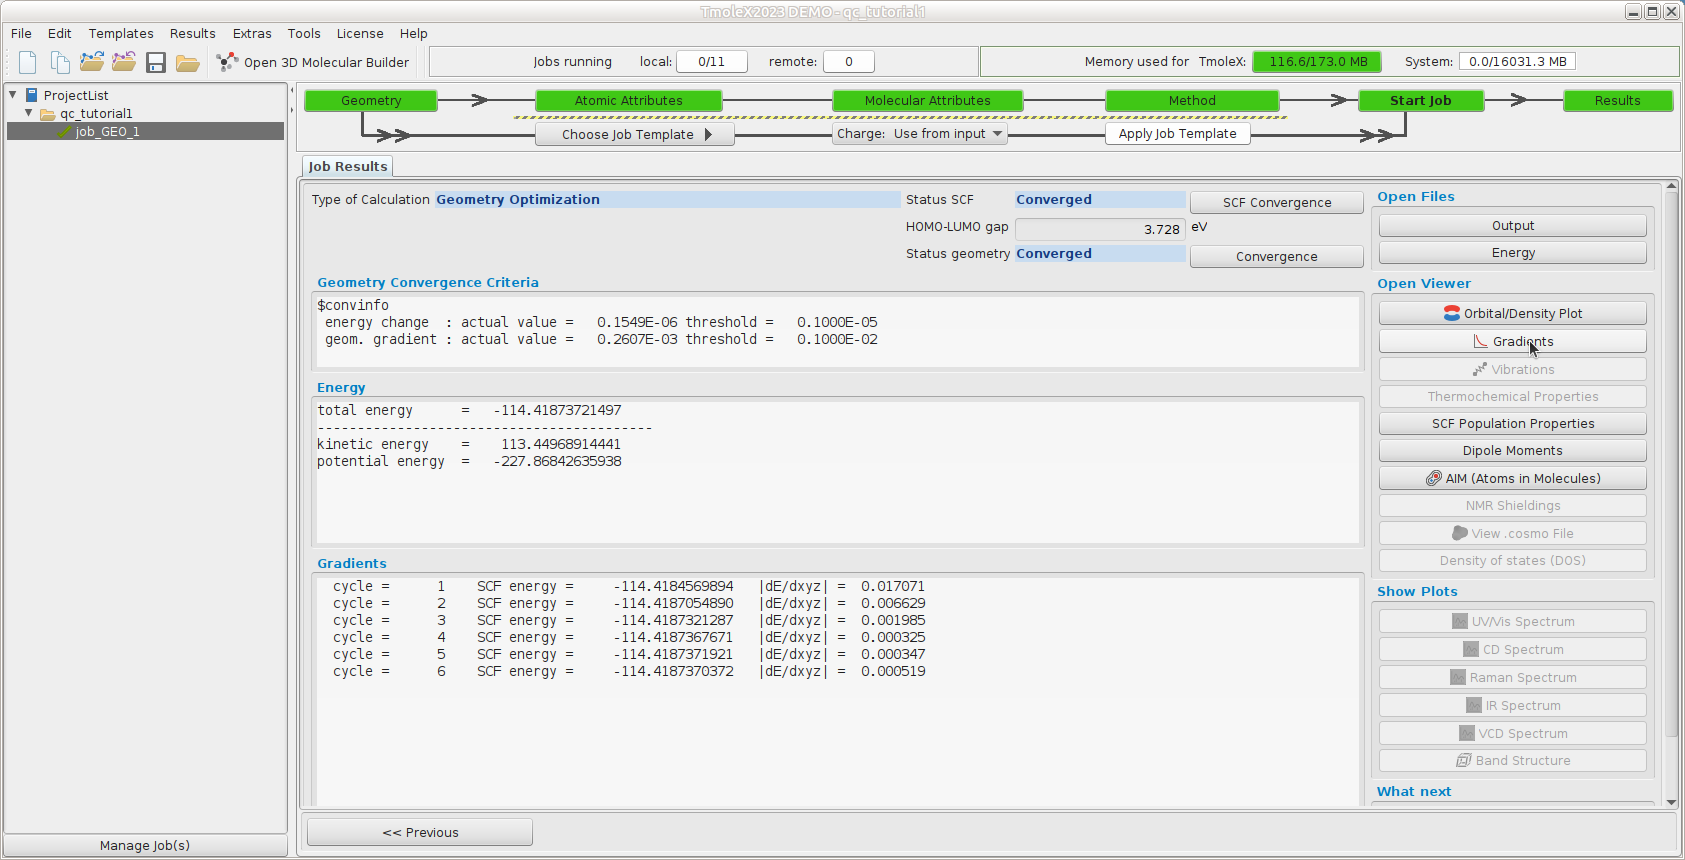 TmoleX2023 DEMO - qc_tutorial1
File Edit Templates Results Extras Tools License Help
Open 3D Molecular Builder
Jobs running local: 0/11 remote: 0
Memory used for TmoleX: 116.6/173.0 MB System: 0.0/16031.3 MB
ProjectList
qc_tutorial1
job_GEO_1
Manage Job(s)
Geometry Atomic Attributes Molecular Attributes Method Start Job Results
Choose Job Template Charge: Use from input Apply Job Template
Job Results
Type of Calculation Geometry Optimization
Status SCF Converged SCF Convergence
HOMO-LUMO gap 3.728 eV
Status geometry Converged Convergence
Geometry Convergence Criteria
$convinfo
energy change : actual value = 0.1549E-06 threshold = 0.1000E-05
geom. gradient : actual value = 0.2607E-03 threshold = 0.1000E-02
Energy
total energy = -114.41873721497
------------------------------------------
kinetic energy = 113.44968914441
potential energy = -227.86842635938
Gradients
cycle = 1 SCF energy = -114.4184569894 |dE/dxyz| = 0.017071
cycle = 2 SCF energy = -114.4187054890 |dE/dxyz| = 0.006629
cycle = 3 SCF energy = -114.4187321287 |dE/dxyz| = 0.001985
cycle = 4 SCF energy = -114.4187367671 |dE/dxyz| = 0.000325
cycle = 5 SCF energy = -114.4187371921 |dE/dxyz| = 0.000347
cycle = 6 SCF energy = -114.4187370372 |dE/dxyz| = 0.000519
Open Files
Output
Energy
Open Viewer
Orbital/Density Plot
Gradients
Vibrations
Thermochemical Properties
SCF Population Properties
Dipole Moments
AIM (Atoms in Molecules)
NMR Shieldings
View .cosmo File
Density of states (DOS)
Show Plots
UV/Vis Spectrum
CD Spectrum
Raman Spectrum
IR Spectrum
VCD Spectrum
Band Structure
What next
<< Previous